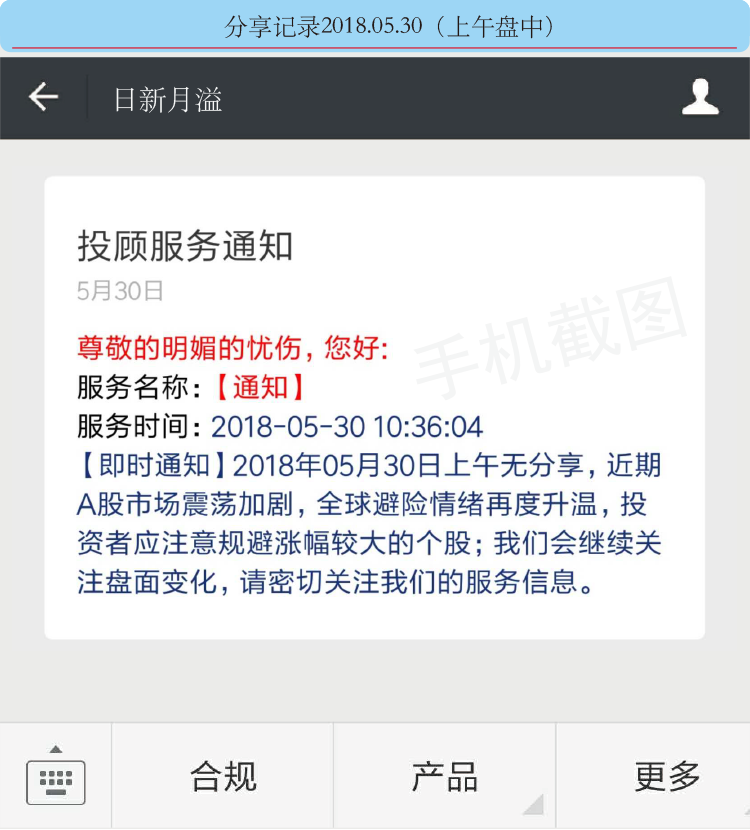 分享记录2018.05.30（上午盘中）
日新月溢
投顾服务通知
5月30日
手机截图
尊敬的明媚的忧伤，您好:
服务名称:【通知】
服务时间: 2018-05-30 10:36:04
【即时通知】2018年05月30日上午无分享，近期
A股市场震荡加剧，全球避险情绪再度升温，投
资者应注意规避涨幅较大的个股；我们会继续关
注盘面变化，请密切关注我们的服务信息。
合规
产品
更多